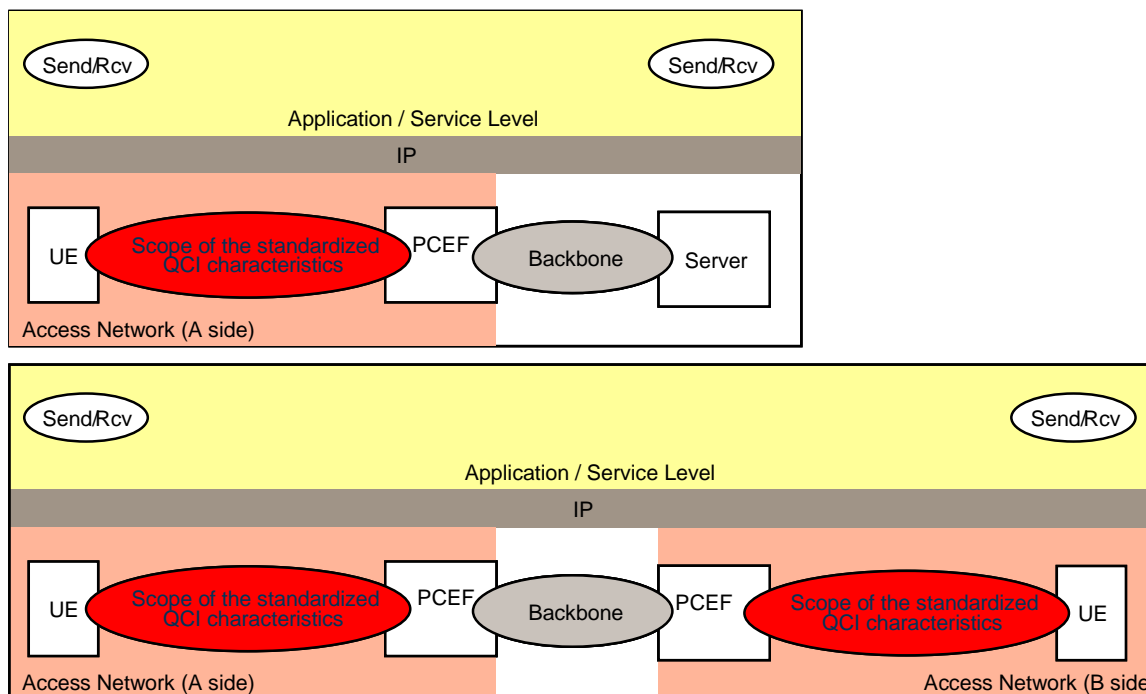 Send/Rcv
Send/Rcv
Application / Service Level
IP
UE
Scope of the standardized
QCI characteristics
PCEF
Backbone
Server
Access Network (A side)
Send/Rcv
Send/Rcv
Application / Service Level
IP
UE
Scope of the standardized
QCI characteristics
PCEF
Backbone
PCEF
Scope of the standardized
QCI characteristics
UE
Access Network (A side)
Access Network (B side